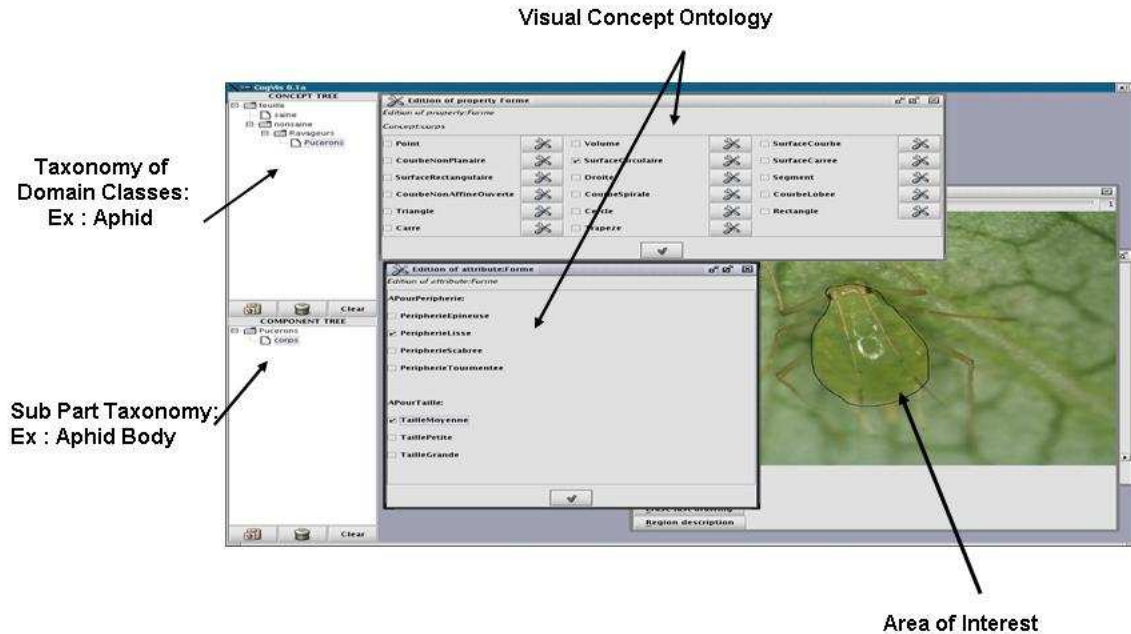 Visual Concept Ontology
CogVis 0.1a
CONCEPT TREE
feuille
saine
nonsaine
Ravageurs
Pucerons
Edition of property Forme
Edition of property:Forme
Concept:corps
Point
Volume
SurfaceCourbe
CourbeNonPlanaire
SurfaceCirculaire
SurfaceCarree
SurfaceRectangulaire
Droite
Segment
CourbeNonAffineOuverte
CourbeSpirale
CourbeLobee
Triangle
Cercle
Rectangle
Carre
Trapeze
Taxonomy of
Domain Classes:
Ex : Aphid
1
Edition of attribute:Forme
Edition of attribute:Forme
APourPeripherie:
PeripherieEpineuse
PeripherieLisse
PeripherieScabree
PeripherieTourmentee
APourTaille:
TailleMoyenne
TaillePetite
TailleGrande
Clear
COMPONENT TREE
Pucerons
corps
Sub Part Taxonomy:
Ex : Aphid Body
Region description
Clear
Area of Interest